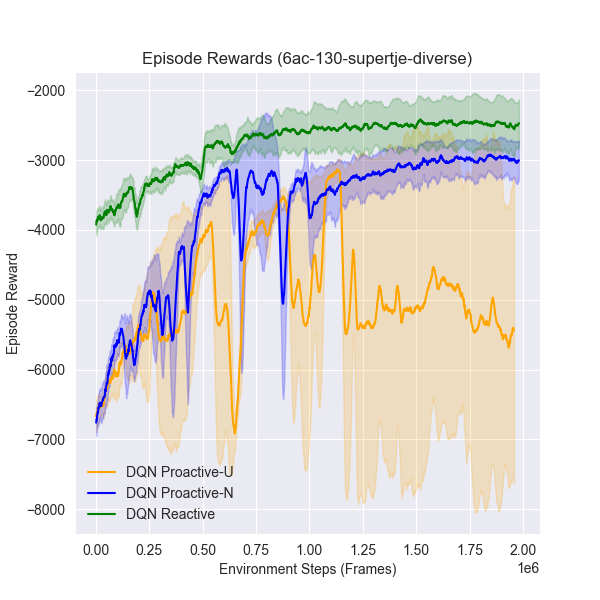 Episode Rewards (6ac-130-supertje-diverse)
−2000
−3000
−4000
−5000
−6000
−7000
−8000
Episode Reward
DQN Proactive-U
DQN Proactive-N
DQN Reactive
0.00 0.25 0.50 0.75 1.00 1.25 1.50 1.75 2.00
1e6
Environment Steps (Frames)